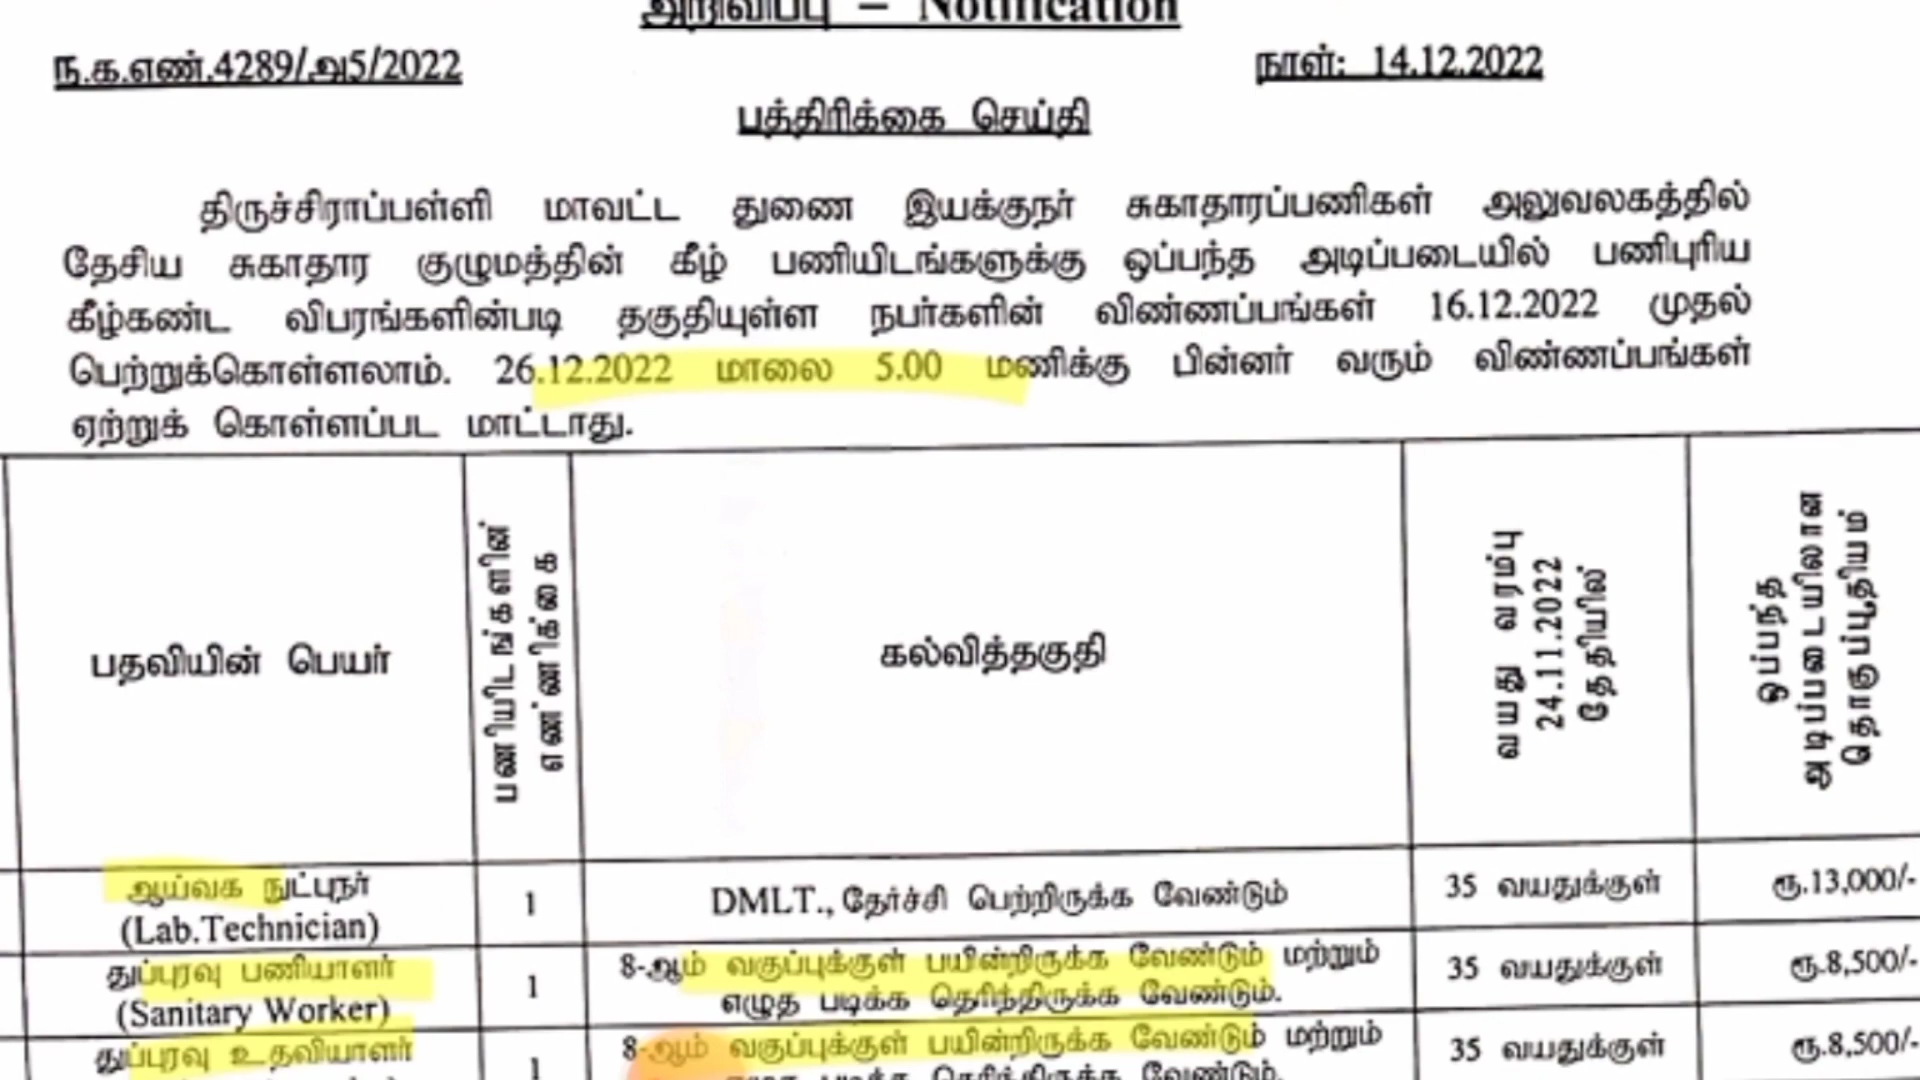 அறிவிப்பு – Notification
ந.க.எண்.4289/அ5/2022
நாள்: 14.12.2022
பத்திரிக்கை செய்தி
திருச்சிராப்பள்ளி மாவட்ட துணை இயக்குநர் சுகாதாரப்பணிகள் அலுவலகத்தில்
தேசிய சுகாதார குழுமத்தின் கீழ் பணியிடங்களுக்கு ஒப்பந்த அடிப்படையில் பணிபுரிய
கீழ்கண்ட விபரங்களின்படி தகுதியுள்ள நபர்களின் விண்ணப்பங்கள் 16.12.2022 முதல்
பெற்றுக்கொள்ளலாம். 26.12.2022 மாலை 5.00 மணிக்கு பின்னர் வரும் விண்ணப்பங்கள்
ஏற்றுக் கொள்ளப்பட மாட்டாது.
பதவியின் பெயர்
பணியிடங்களின்
எண்ணிக்கை
கல்வித்தகுதி
வயது வரம்பு
24.11.2022
தேதியில்
ஒப்பந்த
அடிப்படையிலான
தொகுப்பூதியம்
ஆய்வக நுட்புநர்
(Lab.Technician)
1
DMLT., தேர்ச்சி பெற்றிருக்க வேண்டும்
35 வயதுக்குள்
ரூ.13,000/-
துப்புரவு பணியாளர்
(Sanitary Worker)
1
8-ஆம் வகுப்புக்குள் பயின்றிருக்க வேண்டும் மற்றும்
எழுத படிக்க தெரிந்திருக்க வேண்டும்.
35 வயதுக்குள்
ரூ.8,500/-
துப்புரவு உதவியாளர்
1
8-ஆம் வகுப்புக்குள் பயின்றிருக்க வேண்டும் மற்றும்
எழுத படிக்க தெரிந்திருக்க வேண்டும்.
35 வயதுக்குள்
ரூ.8,500/-